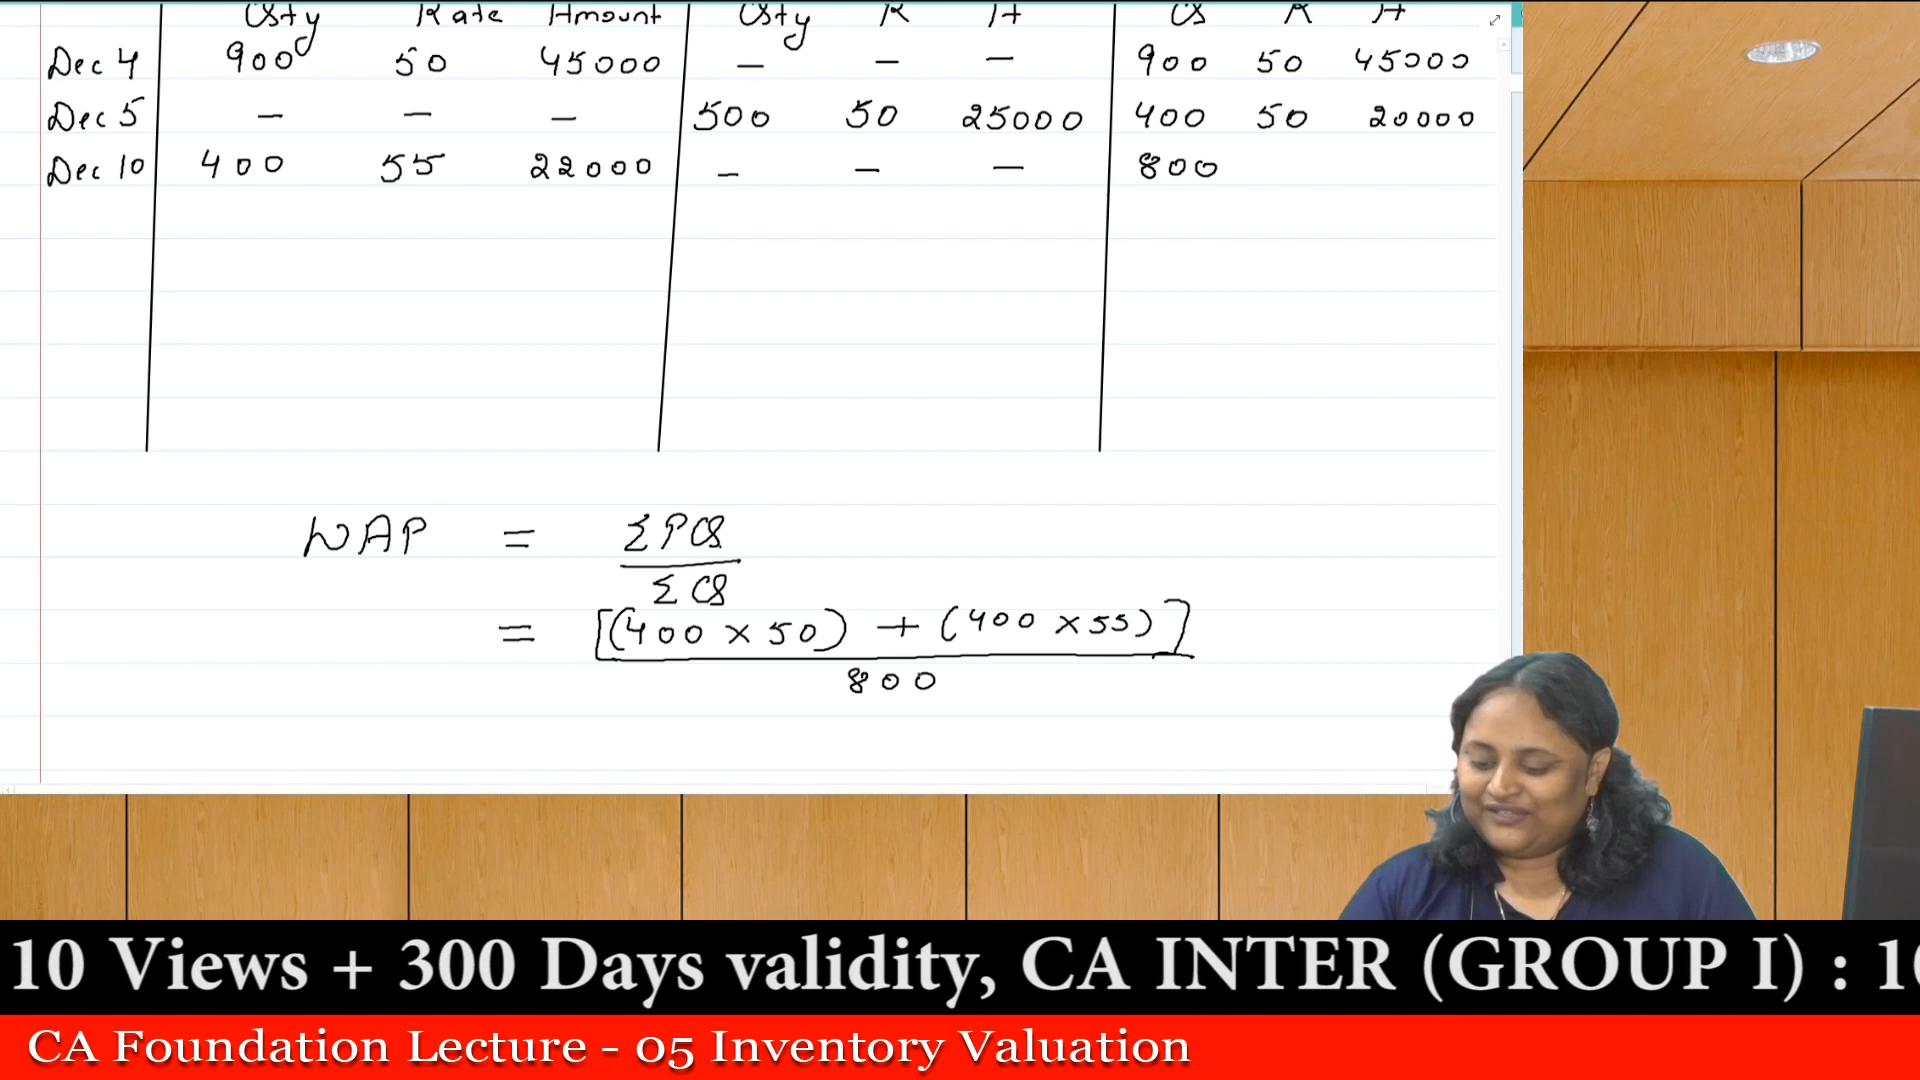 Qty Rate Amount Qty R A Q R A
Dec 4 900 50 45000 — — — 900 50 45000
Dec 5 — — — 500 50 25000 400 50 20000
Dec 10 400 55 22000 — — — 800
WAP = ΣPQ
ΣQ
= [(400 × 50) + (400 × 55)]
800
10 Views + 300 Days validity, CA INTER (GROUP I) : 1
CA Foundation Lecture - 05 Inventory Valuation